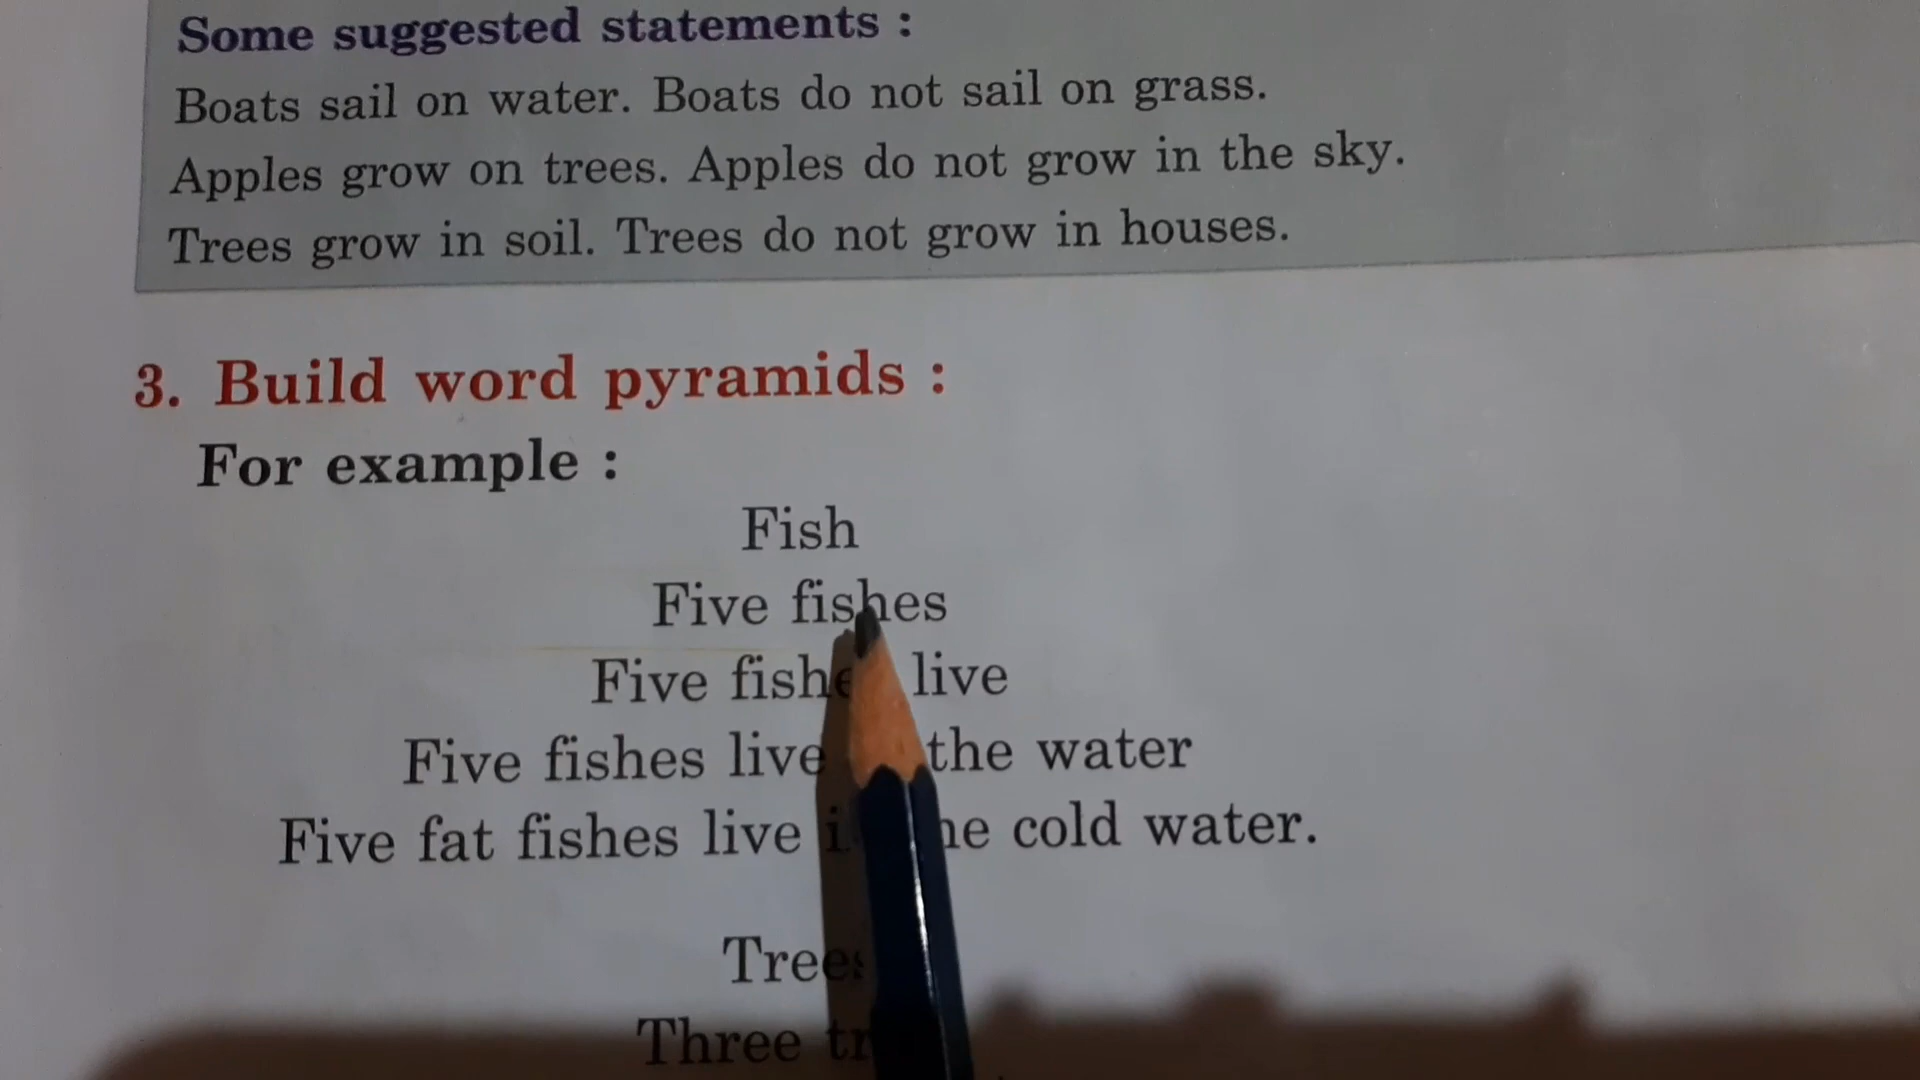 Some suggested statements :
Boats sail on water. Boats do not sail on grass.
Apples grow on trees. Apples do not grow in the sky.
Trees grow in soil. Trees do not grow in houses.
3. Build word pyramids :
For example :
Fish
Five fishes
Five fishes live
Five fishes live the water
Five fat fishes live cold water.
Trees
Three